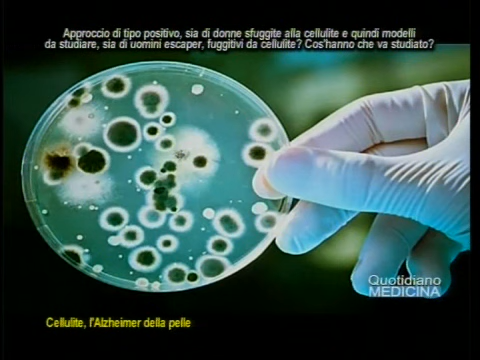 Approccio di tipo positivo, sia di donne sfuggite alla cellulite e quindi modelli
da studiare, sia di uomini escaper, fuggitivi da cellulite? Cos'hanno che va studiato?
Quotidiano
MEDICINA
Cellulite, l'Alzheimer della pelle